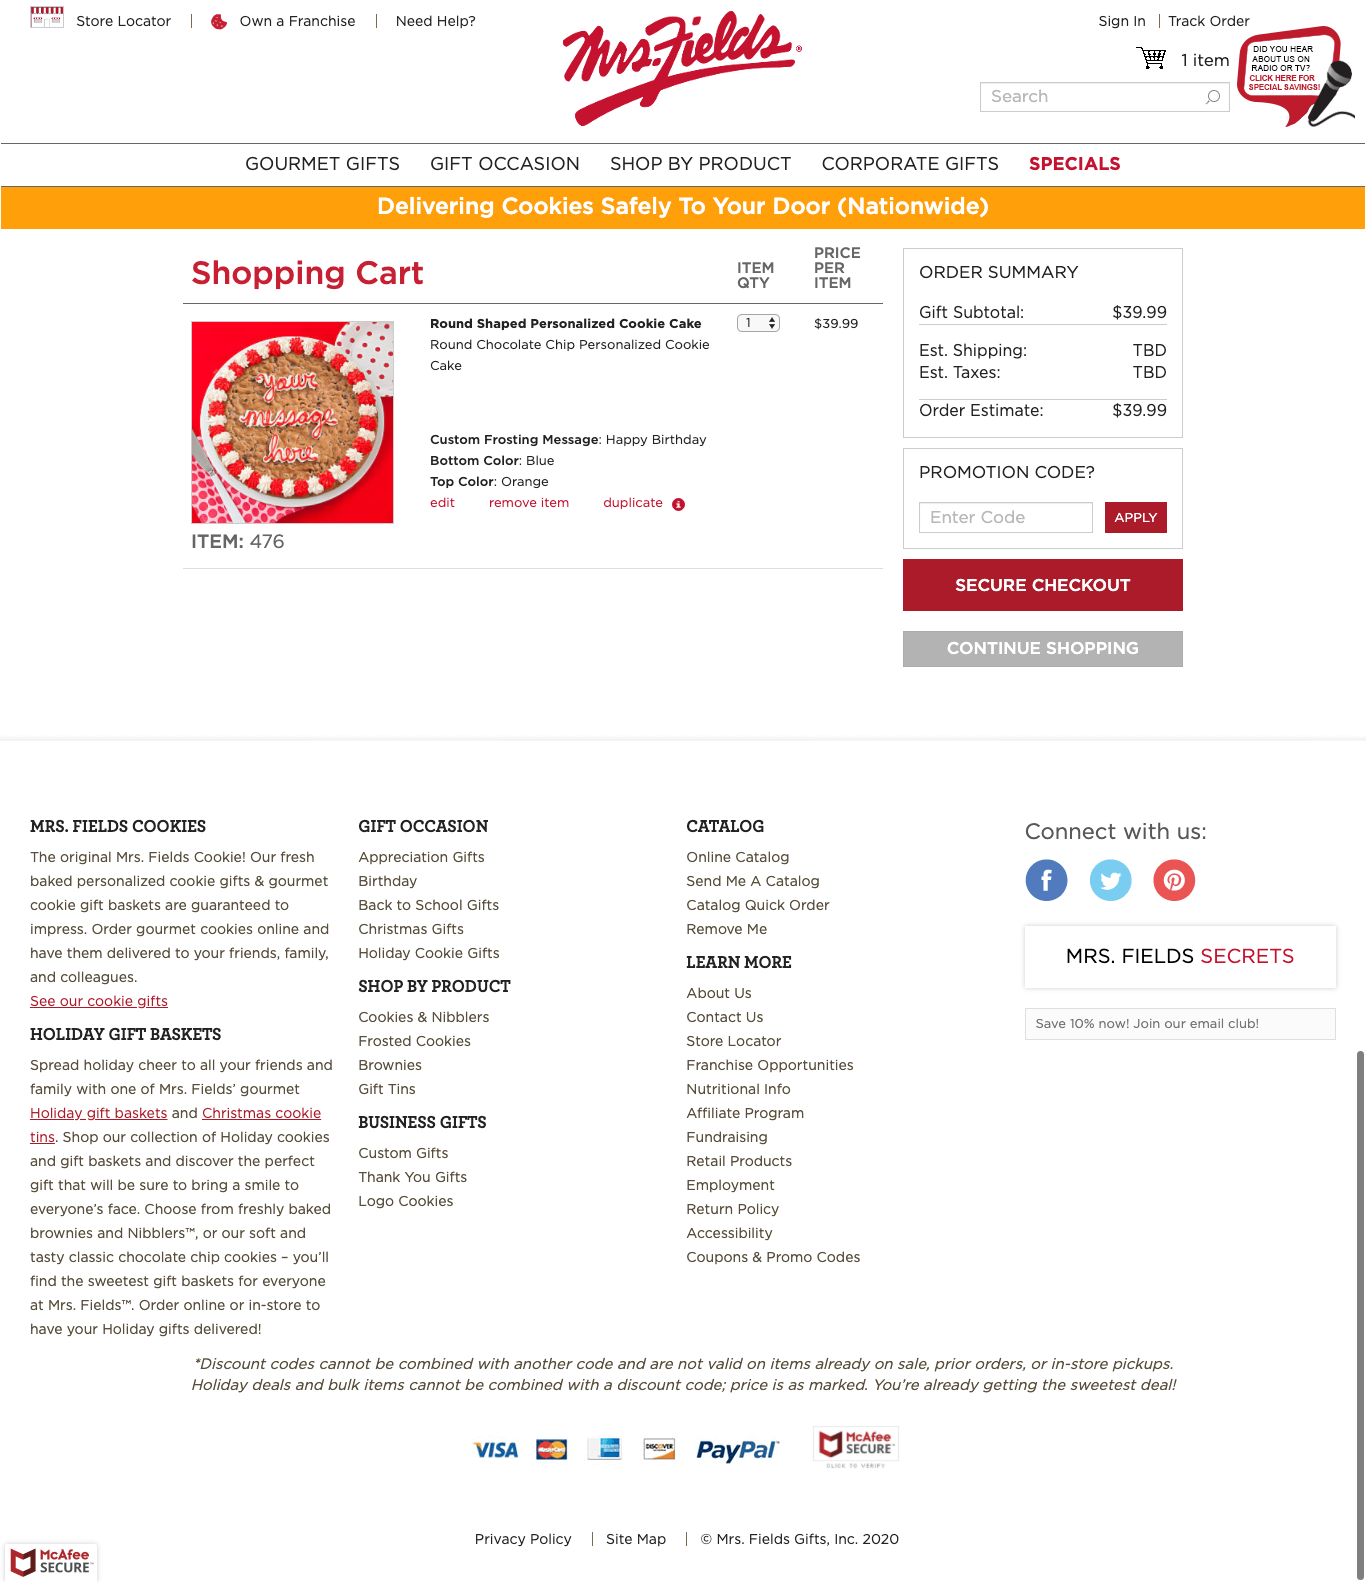 Store Locator
Own a Franchise
Need Help?
Mrs. Fields®
Sign In
Track Order
1 item
Search
DID YOU HEAR
ABOUT US ON
RADIO OR TV?
CLICK HERE FOR
SPECIAL SAVINGS!
GOURMET GIFTS
GIFT OCCASION
SHOP BY PRODUCT
CORPORATE GIFTS
SPECIALS
Delivering Cookies Safely To Your Door (Nationwide)
Shopping Cart
ITEM
QTY
PRICE
PER
ITEM
your
message
here
Round Shaped Personalized Cookie Cake
Round Chocolate Chip Personalized Cookie
Cake
1
$39.99
Custom Frosting Message: Happy Birthday
Bottom Color: Blue
Top Color: Orange
edit
remove item
duplicate
ITEM: 476
ORDER SUMMARY
Gift Subtotal: $39.99
Est. Shipping: TBD
Est. Taxes: TBD
Order Estimate: $39.99
PROMOTION CODE?
Enter Code
APPLY
SECURE CHECKOUT
CONTINUE SHOPPING
MRS. FIELDS COOKIES
The original Mrs. Fields Cookie! Our fresh
baked personalized cookie gifts & gourmet
cookie gift baskets are guaranteed to
impress. Order gourmet cookies online and
have them delivered to your friends, family,
and colleagues.
See our cookie gifts
HOLIDAY GIFT BASKETS
Spread holiday cheer to all your friends and
family with one of Mrs. Fields’ gourmet
Holiday gift baskets and Christmas cookie
tins. Shop our collection of Holiday cookies
and gift baskets and discover the perfect
gift that will be sure to bring a smile to
everyone’s face. Choose from freshly baked
brownies and Nibblers™, or our soft and
tasty classic chocolate chip cookies – you’ll
find the sweetest gift baskets for everyone
at Mrs. Fields™. Order online or in-store to
have your Holiday gifts delivered!
GIFT OCCASION
Appreciation Gifts
Birthday
Back to School Gifts
Christmas Gifts
Holiday Cookie Gifts
SHOP BY PRODUCT
Cookies & Nibblers
Frosted Cookies
Brownies
Gift Tins
BUSINESS GIFTS
Custom Gifts
Thank You Gifts
Logo Cookies
CATALOG
Online Catalog
Send Me A Catalog
Catalog Quick Order
Remove Me
LEARN MORE
About Us
Contact Us
Store Locator
Franchise Opportunities
Nutritional Info
Affiliate Program
Fundraising
Retail Products
Employment
Return Policy
Accessibility
Coupons & Promo Codes
Connect with us:
MRS. FIELDS SECRETS
Save 10% now! Join our email club!
*Discount codes cannot be combined with another code and are not valid on items already on sale, prior orders, or in-store pickups.
Holiday deals and bulk items cannot be combined with a discount code; price is as marked. You’re already getting the sweetest deal!
VISA
MasterCard
DISCOVER
PayPal™
McAfee
SECURE™
CLICK TO VERIFY
Privacy Policy
Site Map
© Mrs. Fields Gifts, Inc. 2020
McAfee
SECURE™